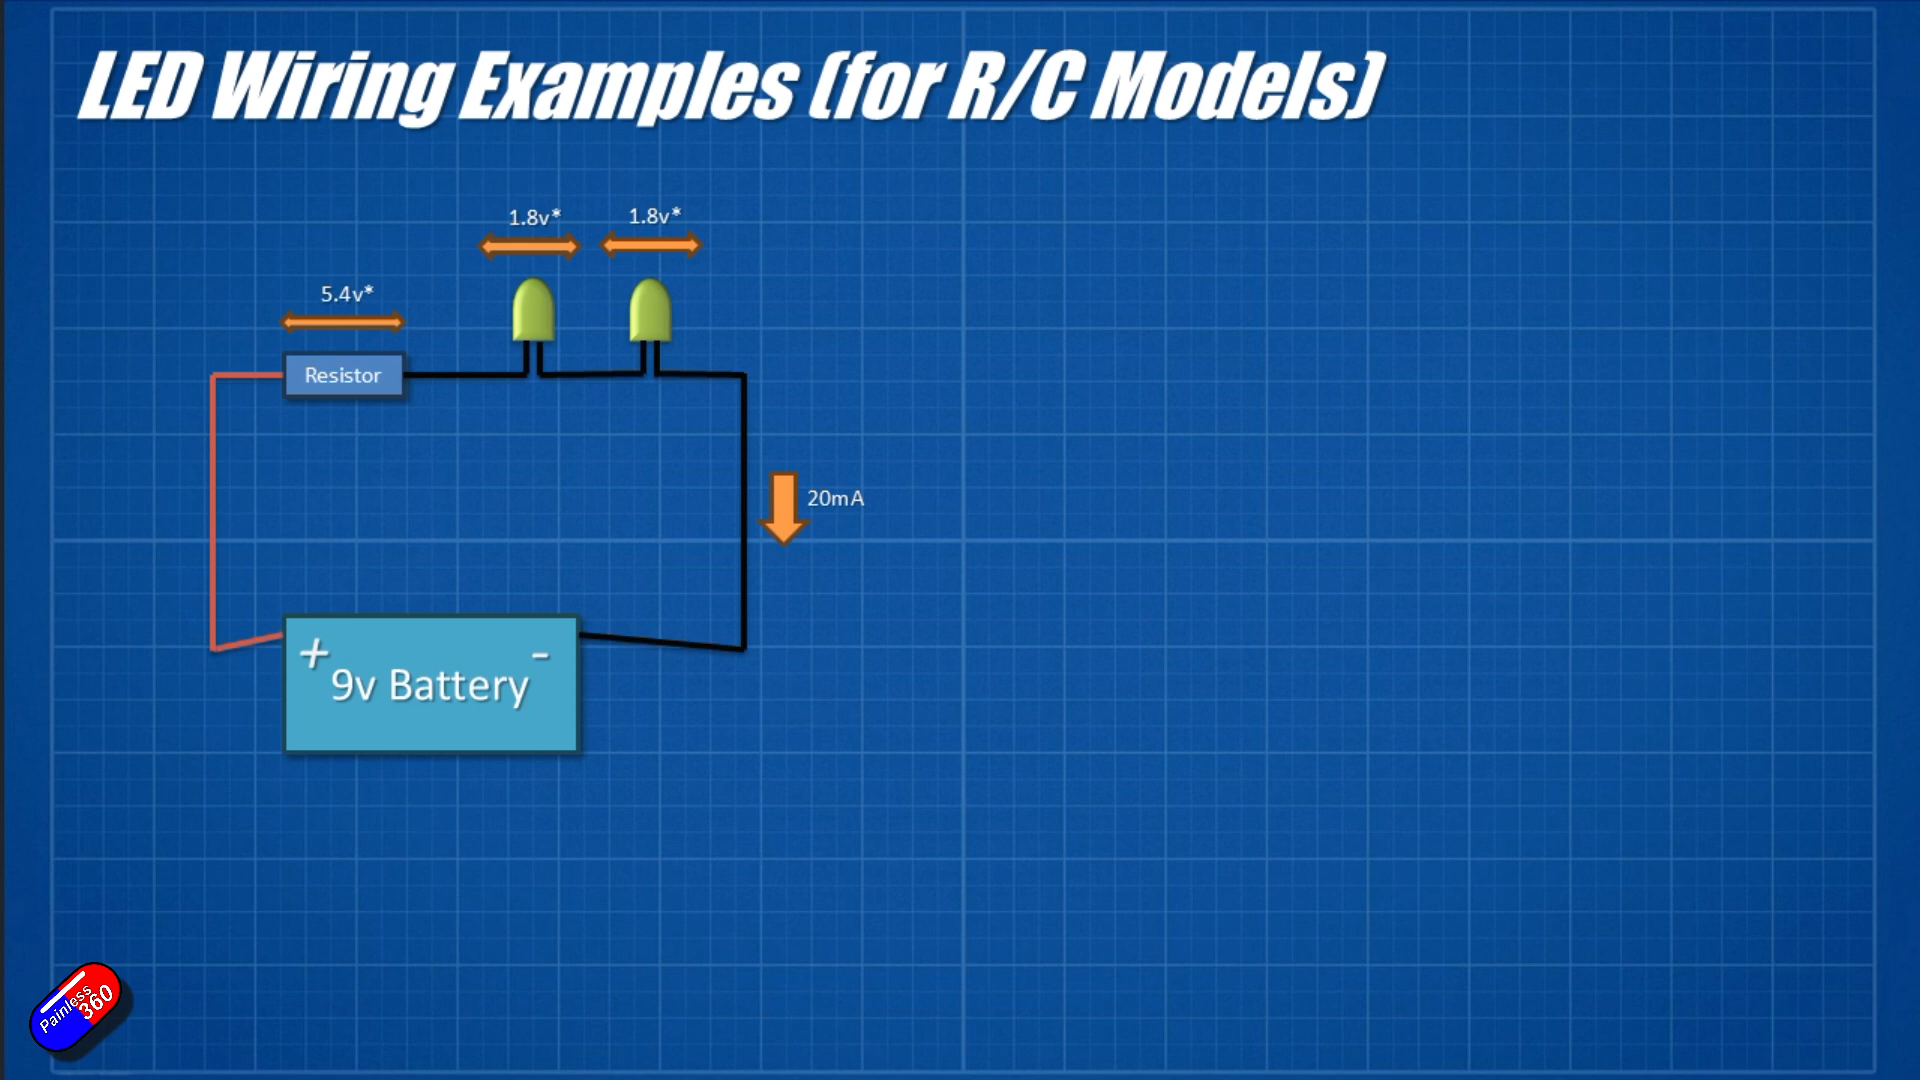 LED Wiring Examples (for R/C Models)
1.8v* 1.8v*
5.4v*
Resistor
20mA
+ -
9v Battery
Painless
360